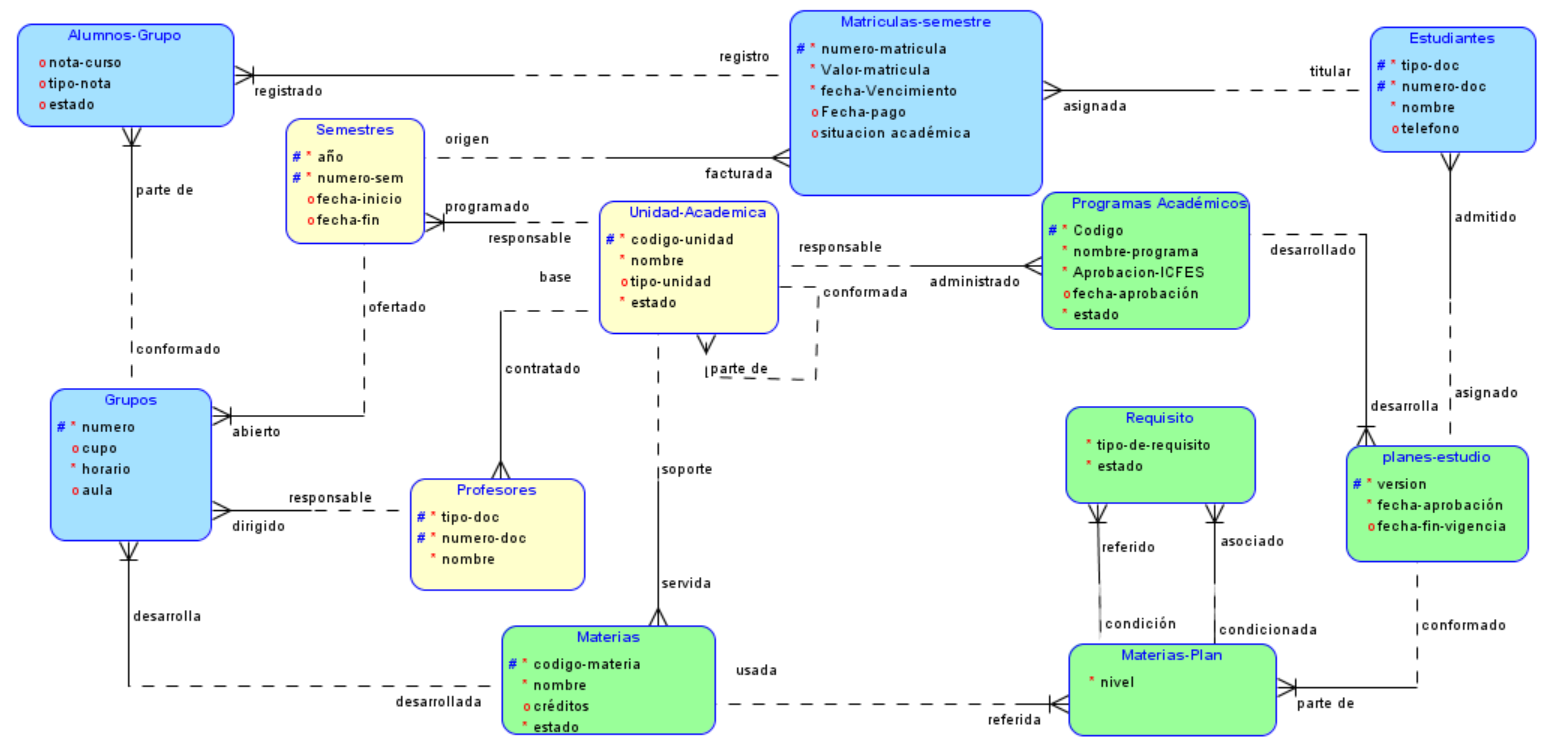 Alumnos-Grupo
o nota-curso
o tipo-nota
o estado
registrado
registro
Matriculas-semestre
# * numero-matricula
* Valor-matricula
* fecha-Vencimiento
o Fecha-pago
o situacion académica
asignada
titular
Estudiantes
# * tipo-doc
# * numero-doc
* nombre
o telefono
parte de
conformado
Semestres
# * año
# * numero-sem
o fecha-inicio
o fecha-fin
origen
facturada
programado
responsable
ofertado
abierto
Unidad-Academica
# * codigo-unidad
* nombre
o tipo-unidad
* estado
base
contratado
responsable
administrado
conformada
parte de
soporte
servida
Programas Académicos
# * Codigo
* nombre-programa
* Aprobacion-ICFES
o fecha-aprobación
* estado
desarrollado
desarrolla
admitido
asignado
Grupos
# * numero
o cupo
* horario
o aula
responsable
dirigido
desarrolla
desarrollada
Profesores
# * tipo-doc
# * numero-doc
* nombre
Requisito
* tipo-de-requisito
* estado
referido
condición
asociado
condicionada
planes-estudio
# * version
* fecha-aprobación
o fecha-fin-vigencia
conformado
parte de
Materias
# * codigo-materia
* nombre
o créditos
* estado
usada
referida
Materias-Plan
* nivel